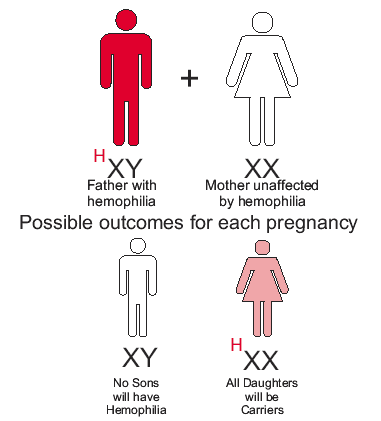 +
H
XY XX
Father with Mother unaffected
hemophilia by hemophilia
Possible outcomes for each pregnancy
H
XY XX
No Sons All Daughters
will have will be
Hemophilia Carriers